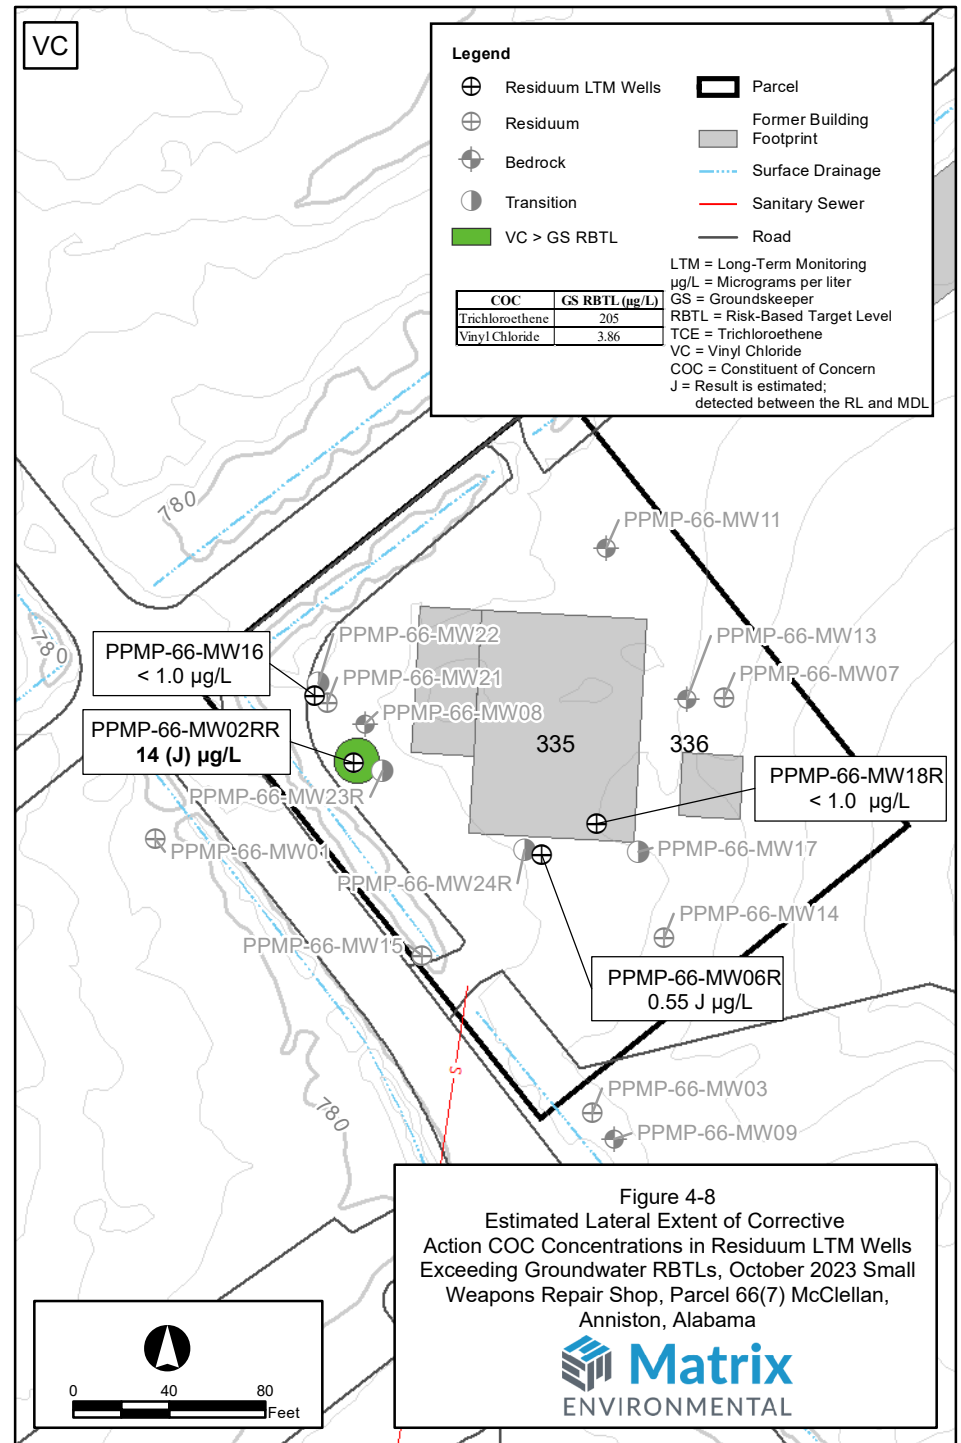 VC
Legend
Residuum LTM Wells
Residuum
Bedrock
Transition
VC > GS RBTL
Parcel
Former Building
Footprint
Surface Drainage
Sanitary Sewer
Road
LTM = Long-Term Monitoring
µg/L = Micrograms per liter
GS = Groundskeeper
RBTL = Risk-Based Target Level
TCE = Trichloroethene
VC = Vinyl Chloride
COC = Constituent of Concern
J = Result is estimated;
detected between the RL and MDL
COC GS RBTL (µg/L)
Trichloroethene 205
Vinyl Chloride 3.86
780
PPMP-66-MW11
780
PPMP-66-MW22
PPMP-66-MW13
PPMP-66-MW16
< 1.0 µg/L
PPMP-66-MW21
PPMP-66-MW07
PPMP-66-MW08
PPMP-66-MW02RR
14 (J) µg/L
335
336
PPMP-66-MW18R
< 1.0 µg/L
PPMP-66-MW23R
PPMP-66-MW01
PPMP-66-MW17
PPMP-66-MW24R
PPMP-66-MW14
PPMP-66-MW15
PPMP-66-MW06R
0.55 J µg/L
S
PPMP-66-MW03
780
PPMP-66-MW09
Figure 4-8
Estimated Lateral Extent of Corrective
Action COC Concentrations in Residuum LTM Wells
Exceeding Groundwater RBTLs, October 2023 Small
Weapons Repair Shop, Parcel 66(7) McClellan,
Anniston, Alabama
Matrix
ENVIRONMENTAL
0 40 80
Feet